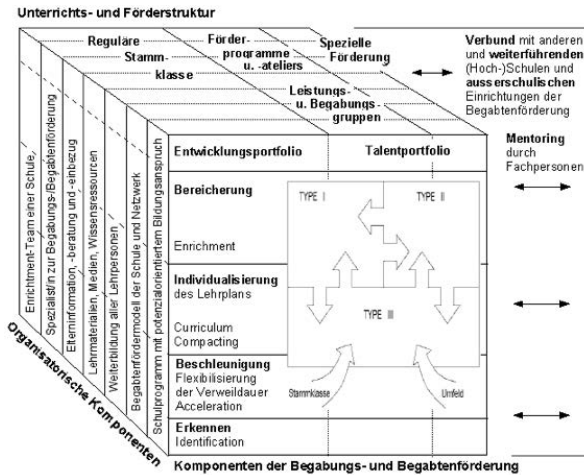 Unterrichts- und Förderstruktur
Reguläre
Stamm-
klasse
Förder-
programme
u. -ateliers
Spezielle
Förderung
Leistungs-
u. Begabungs-
gruppen
Verbund mit anderen
und weiterführenden
(Hoch-)Schulen und
ausserschulischen
Einrichtungen der
Begabtenförderung
Mentoring
durch
Fachpersonen
Enrichtment-Team einer Schule,
Spezialist/in zur Begabungs-/Begabtenförderung
Elterninformation, -beratung und -einbezug
Lehrmaterialien, Medien, Wissensressourcen
Weiterbildung aller Lehrpersonen
Begabtenfördermodell der Schule und Netzwerk
Schulprogramm mit potenzialorientiertem Bildungsanspruch
Organisatorische Komponenten
Entwicklungsportfolio
Talentportfolio
Bereicherung
Enrichment
TYPE I
TYPE II
Individualisierung
des Lehrplans
Curriculum
Compacting
TYPE III
Beschleunigung
Flexibilisierung
der Verweildauer
Acceleration
Stammklasse
Umfeld
Erkennen
Identification
Komponenten der Begabungs- und Begabtenförderung